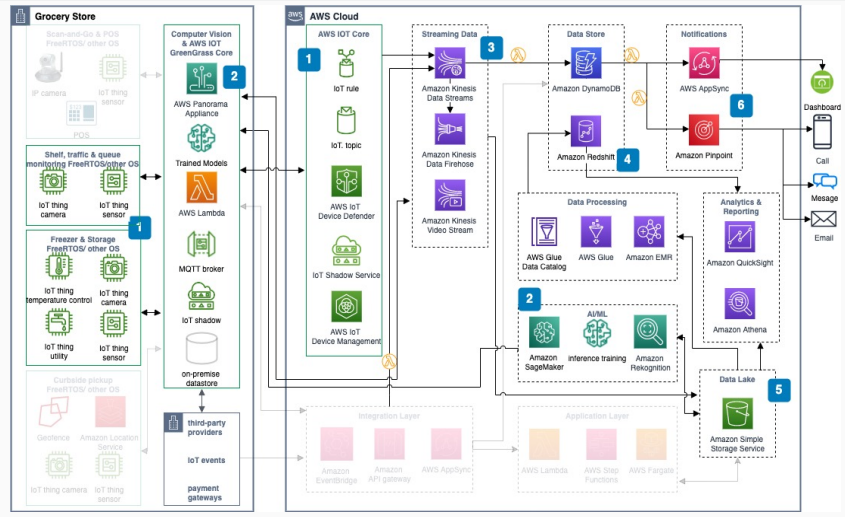 Grocery Store
Scan-and-Go & POS
FreeRTOS/ other OS
IP camera
IoT thing
sensor
POS
Shelf, traffic & queue
monitoring FreeRTOS/other OS
IoT thing
camera
IoT thing
sensor
1
Freezer & Storage
FreeRTOS/ other OS
IoT thing
temperature control
IoT thing
camera
IoT thing
utility
IoT thing
sensor
Curbside pickup
FreeRTOS/ other OS
Geofence
Amazon Location
Service
IoT thing camera
IoT thing
sensor
Computer Vision
& AWS IOT
GreenGrass Core
2
AWS Panorama
Appliance
Trained Models
AWS Lambda
MQTT broker
IoT shadow
on-premise
datastore
third-party
providers
IoT events
payment
gateways
aws
AWS Cloud
AWS IOT Core
1
IoT rule
IoT. topic
AWS IoT
Device Defender
IoT Shadow Service
AWS IoT
Device Management
Streaming Data
3
Amazon Kinesis
Data Streams
Amazon Kinesis
Data Firehose
Amazon Kinesis
Video Stream
Data Store
Amazon DynamoDB
Amazon Redshift
4
Notifications
AWS AppSync
6
Amazon Pinpoint
Dashboard
Call
Mesage
Email
Data Processing
AWS Glue
Data Catalog
AWS Glue
Amazon EMR
Analytics &
Reporting
Amazon QuickSight
Amazon Athena
2
AI/ML
Amazon
SageMaker
inference training
Amazon
Rekognition
Data Lake
5
Amazon Simple
Storage Service
Integration Layer
Amazon
EventBridge
Amazon
API gateway
AWS AppSync
Application Layer
AWS Lambda
AWS Step
Functions
AWS Fargate